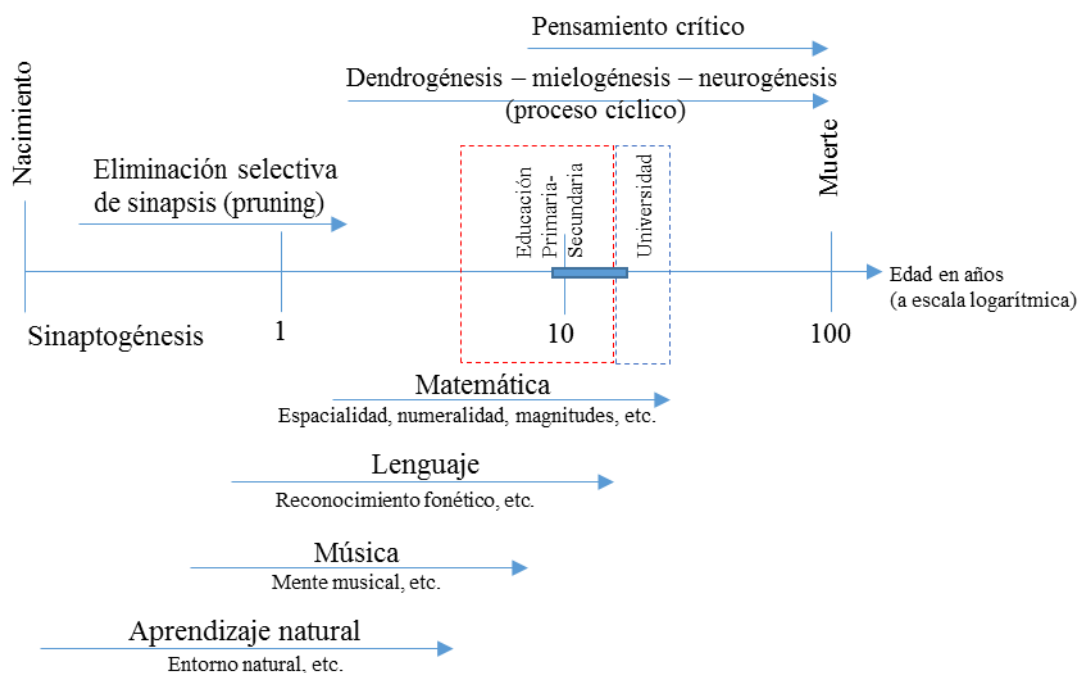 Pensamiento crítico
Dendrogénesis – mielogénesis – neurogénesis
(proceso cíclico)
Nacimiento
Muerte
Eliminación selectiva
de sinapsis (pruning)
Educación
Primaria-
Secundaria
Universidad
Edad en años
(a escala logarítmica)
Sinaptogénesis
1
10
100
Matemática
Espacialidad, numeralidad, magnitudes, etc.
Lenguaje
Reconocimiento fonético, etc.
Música
Mente musical, etc.
Aprendizaje natural
Entorno natural, etc.